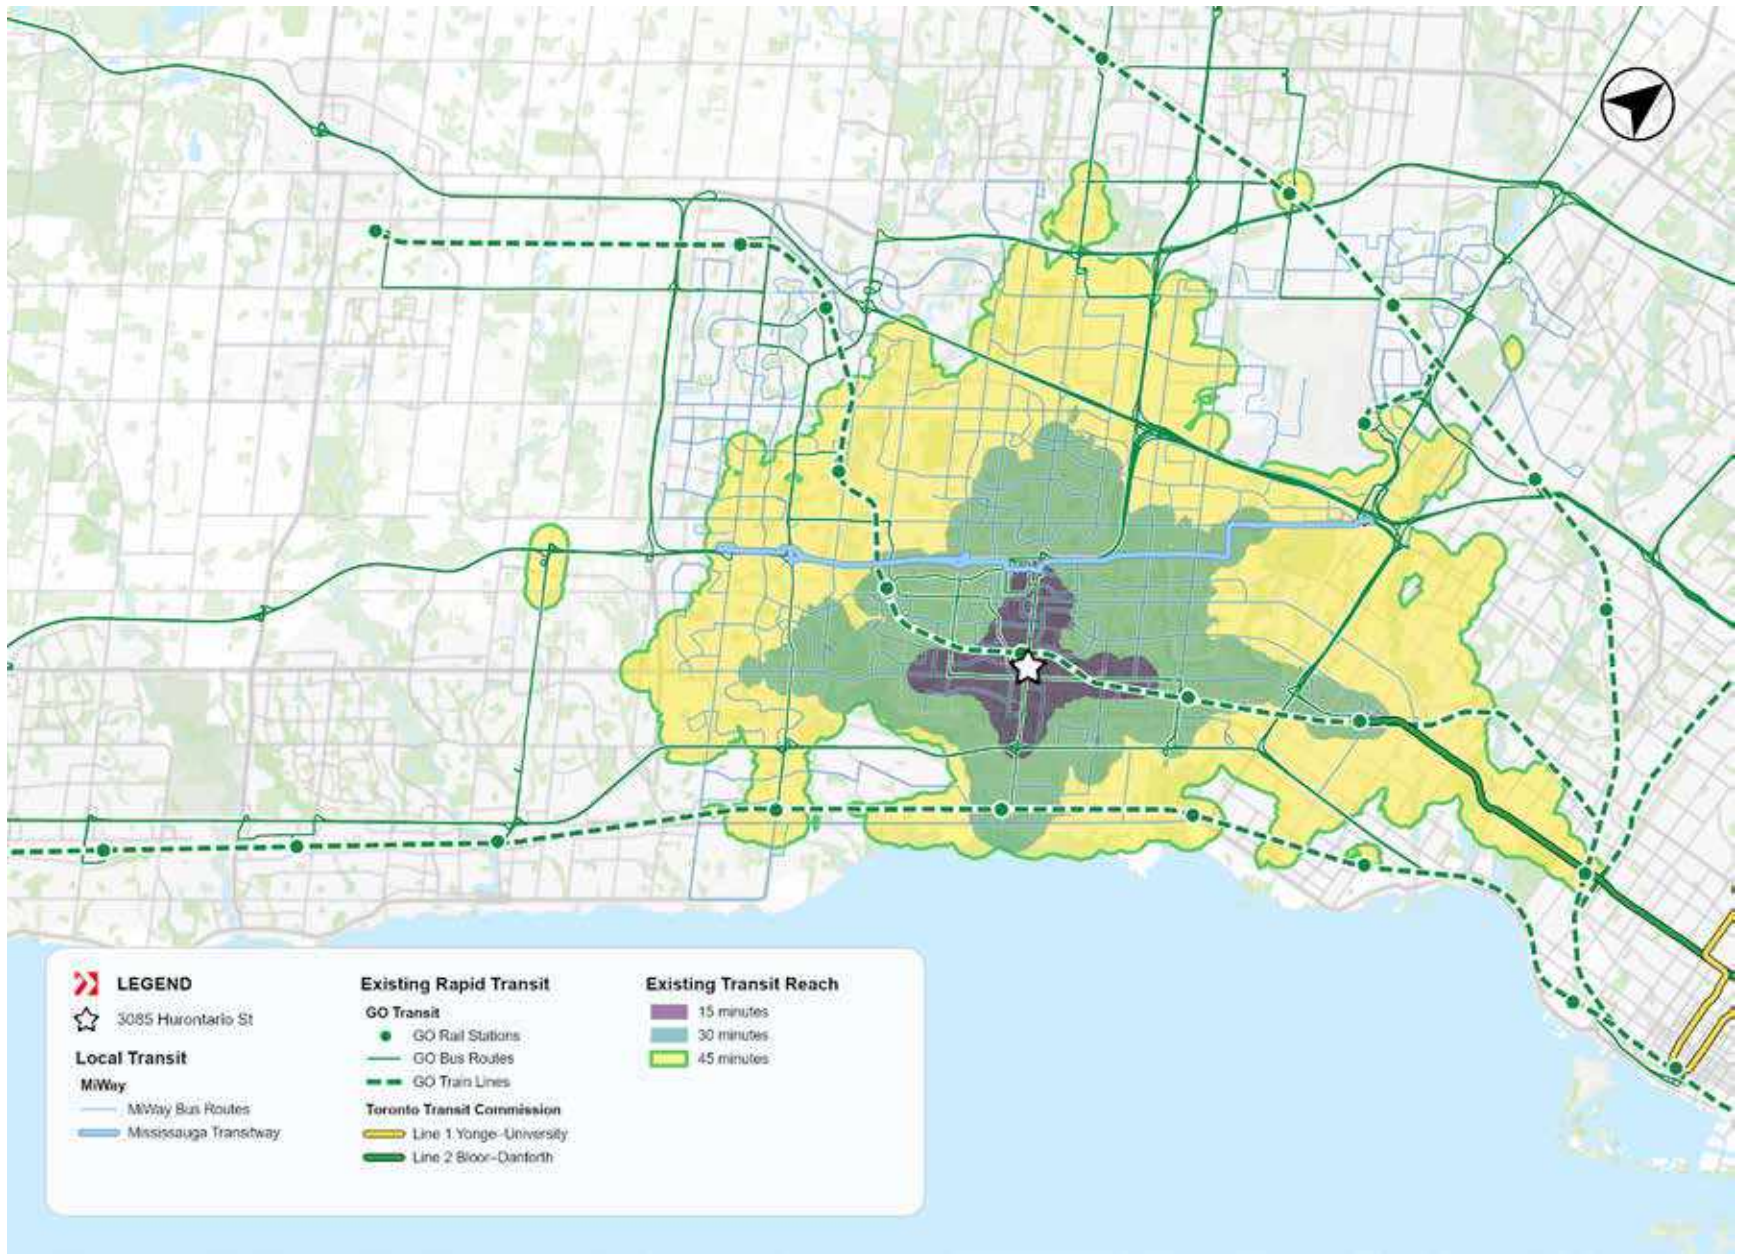 LEGEND
3085 Hurontario St
Local Transit
MiWay
MiWay Bus Routes
Mississauga Transitway
Existing Rapid Transit
GO Transit
GO Rail Stations
GO Bus Routes
GO Train Lines
Toronto Transit Commission
Line 1 Yonge-University
Line 2 Bloor-Danforth
Existing Transit Reach
15 minutes
30 minutes
45 minutes